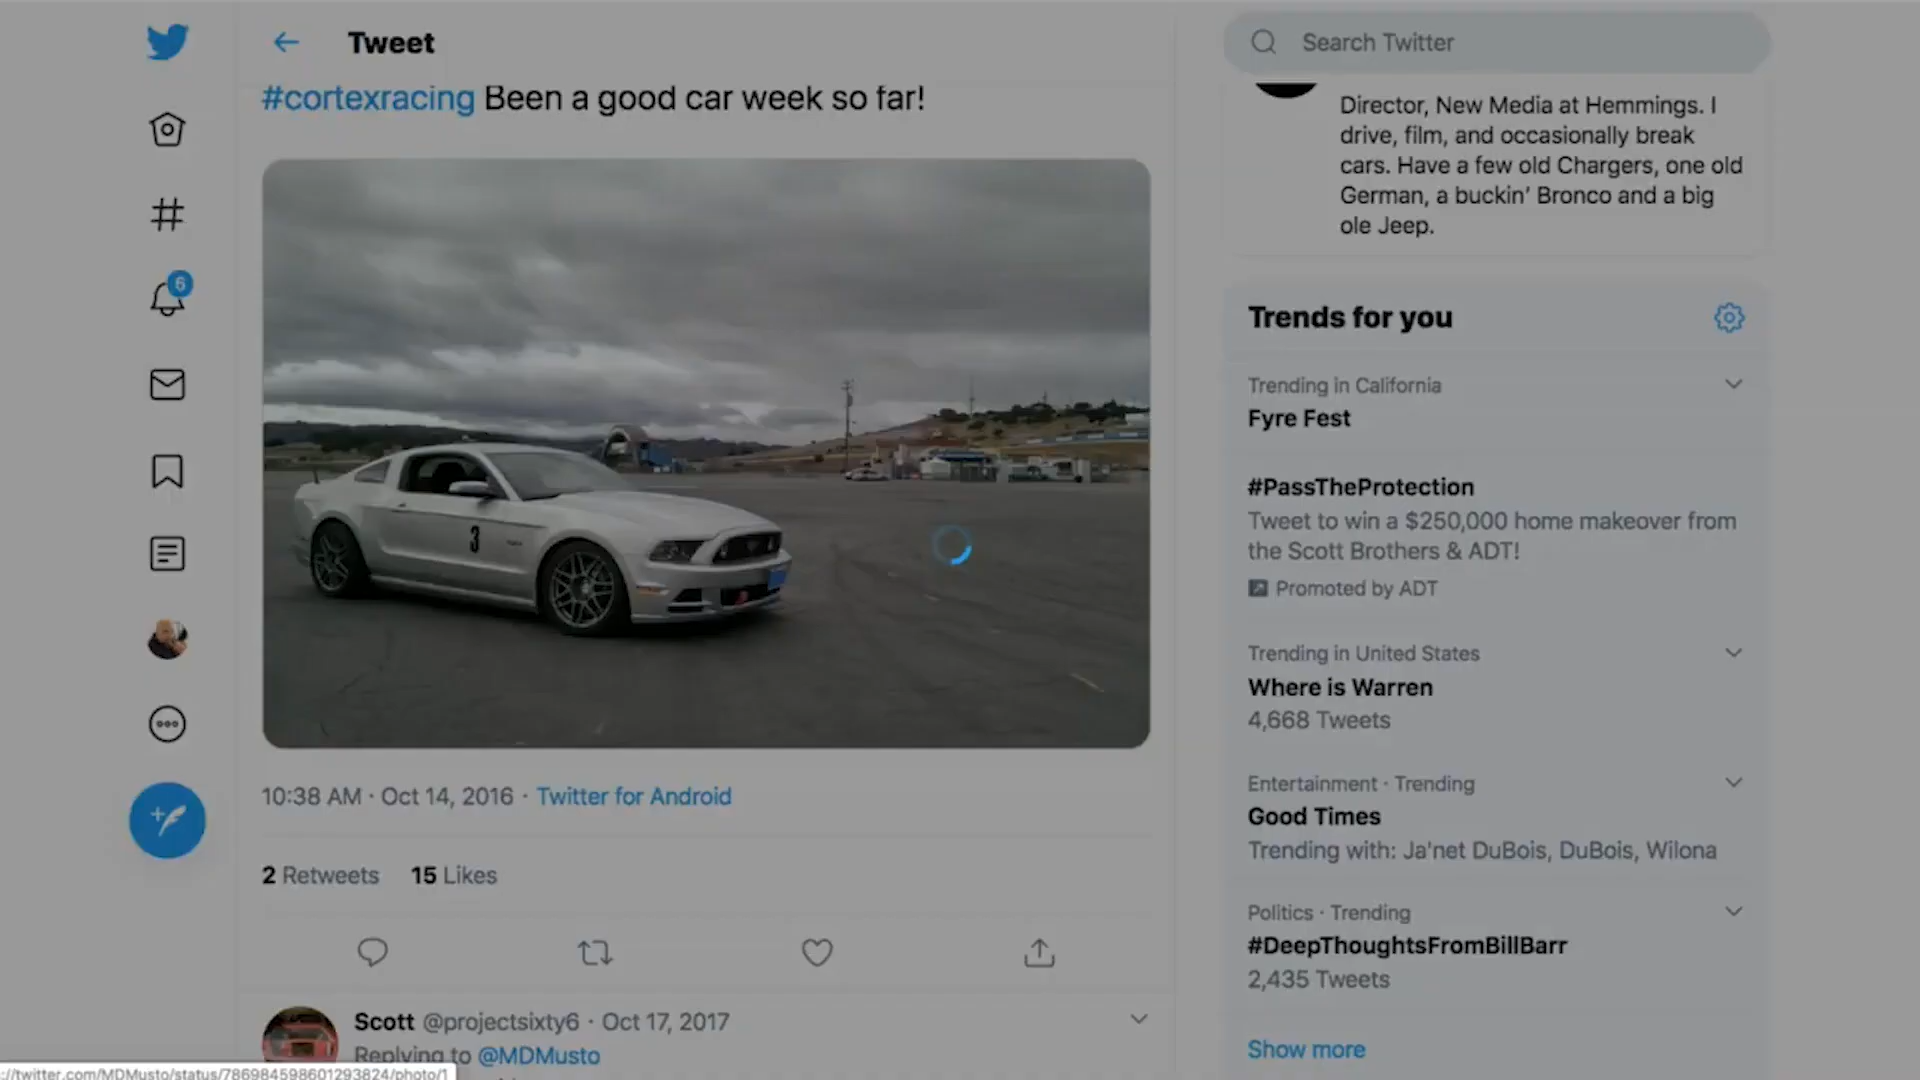 Tweet
#cortexracing Been a good car week so far!
3
10:38 AM · Oct 14, 2016 · Twitter for Android
2 Retweets 15 Likes
Scott @projectsixty6 · Oct 17, 2017
Replying to @MDMusto
://twitter.com/MDMusto/status/786984598601293824/photo/1
6
Search Twitter
Director, New Media at Hemmings. I
drive, film, and occasionally break
cars. Have a few old Chargers, one old
German, a buckin' Bronco and a big
ole Jeep.
Trends for you
Trending in California
Fyre Fest
#PassTheProtection
Tweet to win a $250,000 home makeover from
the Scott Brothers & ADT!
Promoted by ADT
Trending in United States
Where is Warren
4,668 Tweets
Entertainment · Trending
Good Times
Trending with: Ja'net DuBois, DuBois, Wilona
Politics · Trending
#DeepThoughtsFromBillBarr
2,435 Tweets
Show more